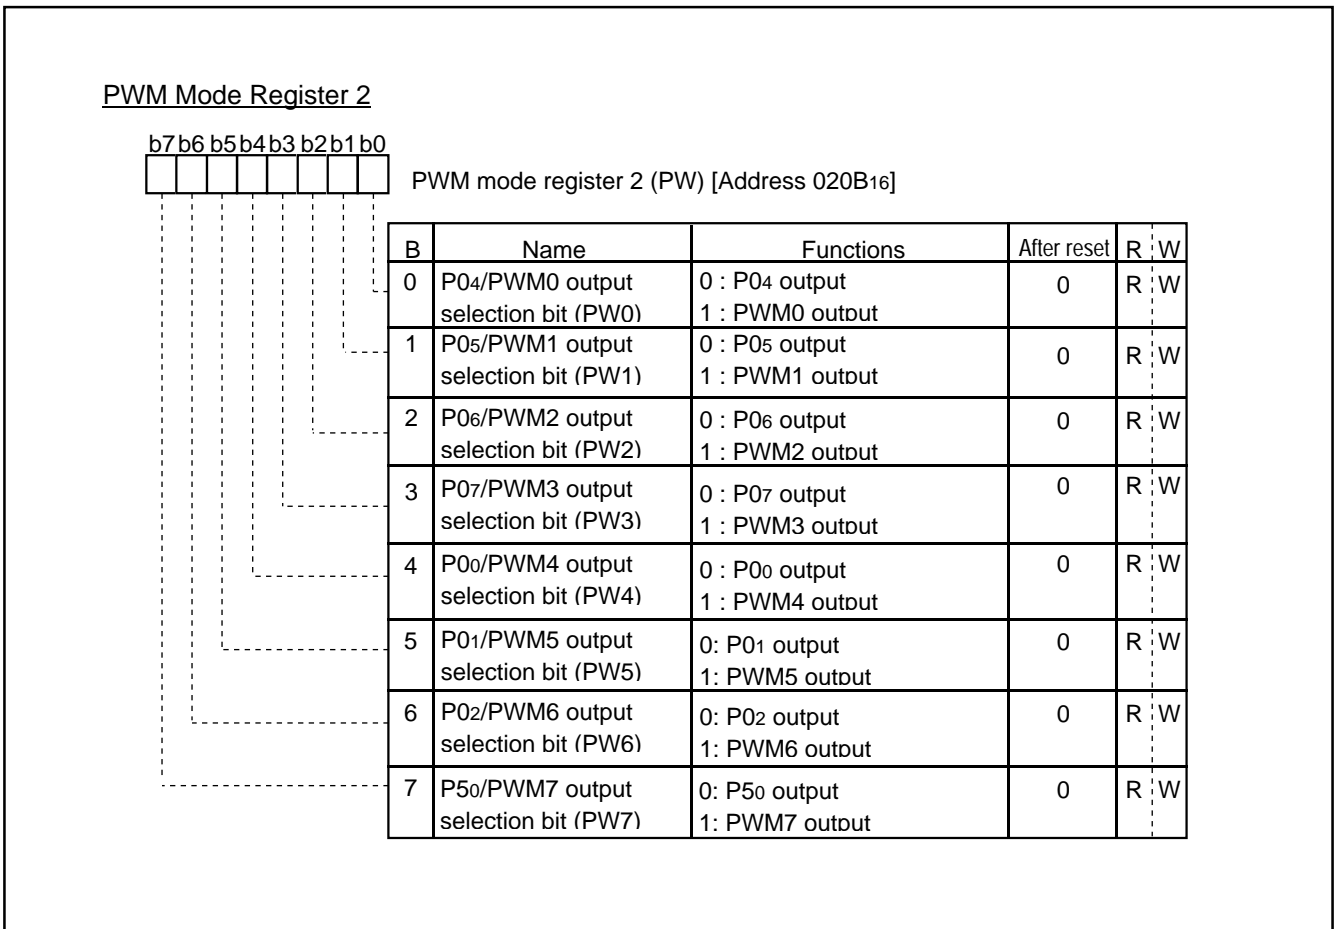 PWM Mode Register 2
b7 b6 b5 b4 b3 b2 b1 b0
PWM mode register 2 (PW) [Address 020B16]
B Name Functions After reset R W
0 P04/PWM0 output 0 : P04 output 0 R W
selection bit (PW0) 1 : PWM0 output
1 P05/PWM1 output 0 : P05 output 0 R W
selection bit (PW1) 1 : PWM1 output
2 P06/PWM2 output 0 : P06 output 0 R W
selection bit (PW2) 1 : PWM2 output
3 P07/PWM3 output 0 : P07 output 0 R W
selection bit (PW3) 1 : PWM3 output
4 P00/PWM4 output 0 : P00 output 0 R W
selection bit (PW4) 1 : PWM4 output
5 P01/PWM5 output 0: P01 output 0 R W
selection bit (PW5) 1: PWM5 output
6 P02/PWM6 output 0: P02 output 0 R W
selection bit (PW6) 1: PWM6 output
7 P50/PWM7 output 0: P50 output 0 R W
selection bit (PW7) 1: PWM7 output